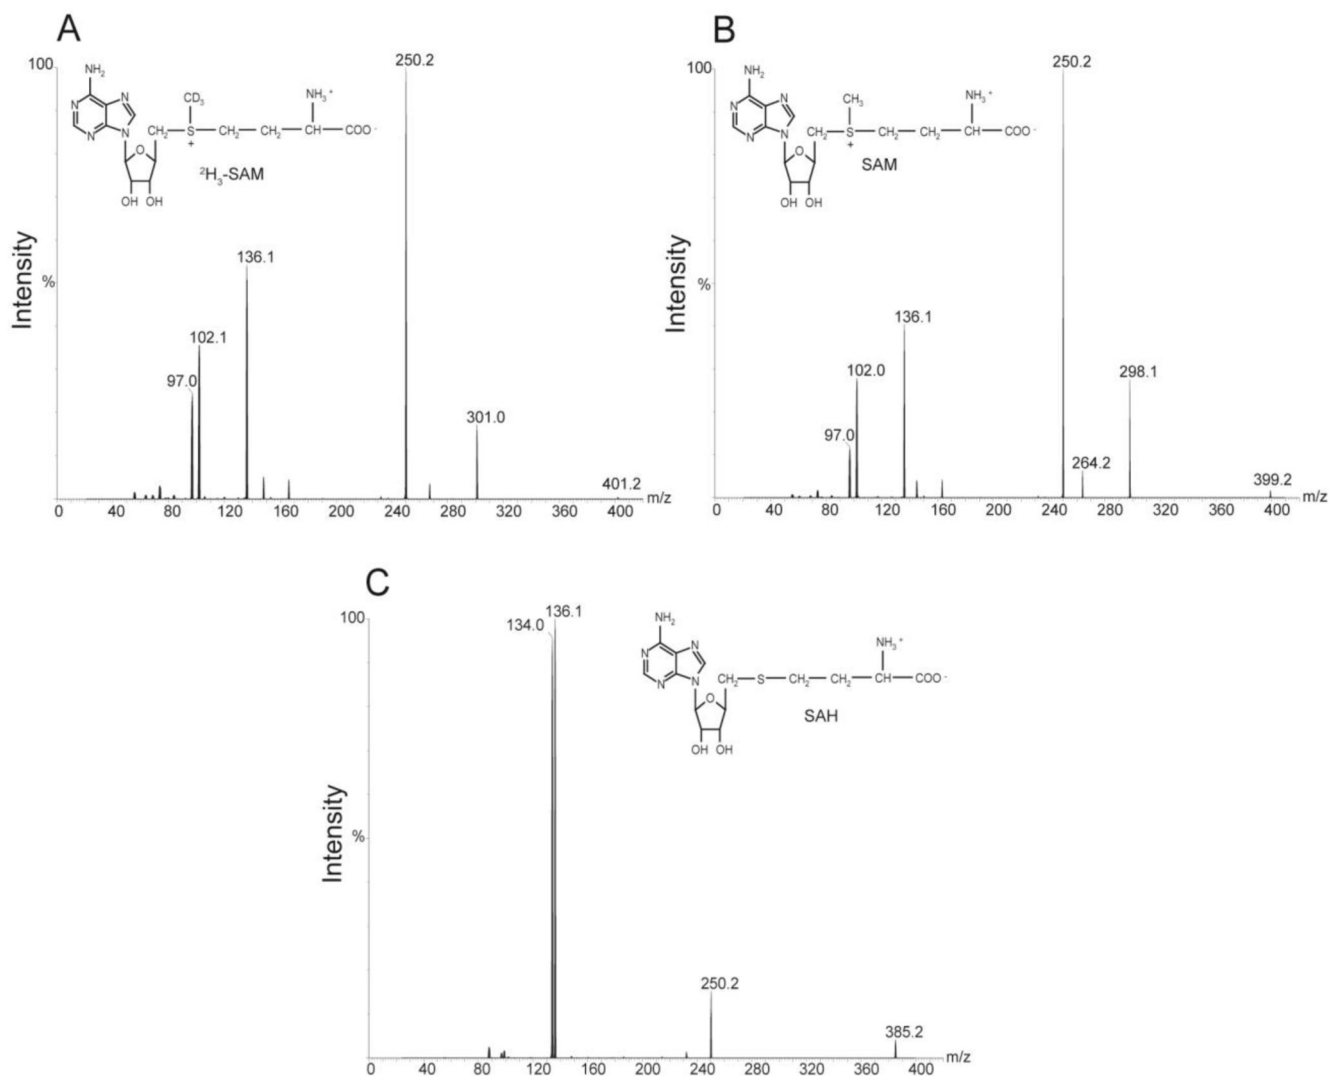 A
100
250.2
NH₂
N
N
N
N
CD₃
NH₃⁺
CH₂
S
CH₂
CH₂
CH
COO⁻
+
O
²H₃-SAM
OH OH
136.1
Intensity
%
102.1
97.0
301.0
401.2
m/z
0 40 80 120 160 200 240 280 320 360 400
B
100
250.2
NH₂
N
N
N
N
CH₃
NH₃⁺
CH₂
S
CH₂
CH₂
CH
COO⁻
+
O
SAM
OH OH
136.1
Intensity
%
102.0
298.1
97.0
264.2
399.2
m/z
0 40 80 120 160 200 240 280 320 360 400
C
100
136.1
134.0
NH₂
N
N
N
N
NH₃⁺
CH₂
S
CH₂
CH₂
CH
COO⁻
O
SAH
OH OH
Intensity
%
250.2
385.2
m/z
0 40 80 120 160 200 240 280 320 360 400